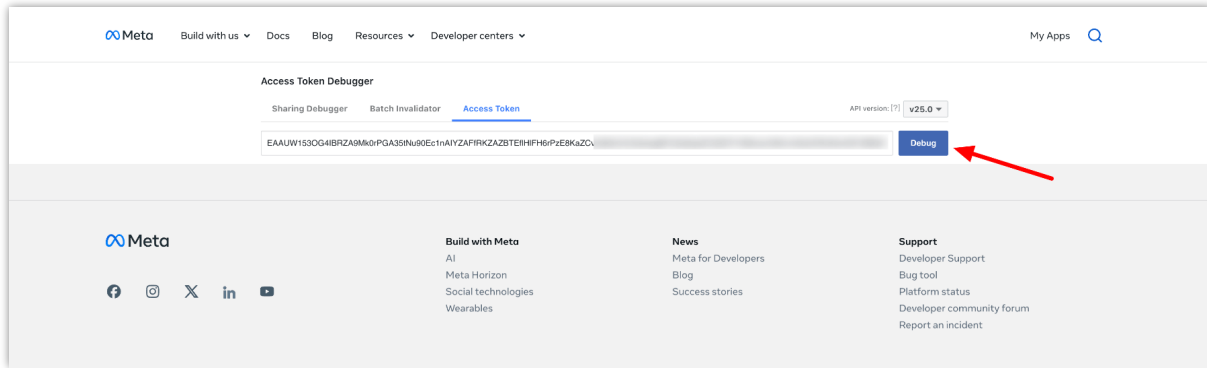 Meta Build with us Docs Blog Resources Developer centers My Apps
Access Token Debugger
Sharing Debugger Batch Invalidator Access Token API version: [?] v25.0
EAAUW153OG4IBRZA9Mk0rPGA35tNu90Ec1nAIYZAFfRKZAZBTEfIHIFH6rPzE8KaZCv Debug
Meta
Build with Meta
AI
Meta Horizon
Social technologies
Wearables
News
Meta for Developers
Blog
Success stories
Support
Developer Support
Bug tool
Platform status
Developer community forum
Report an incident